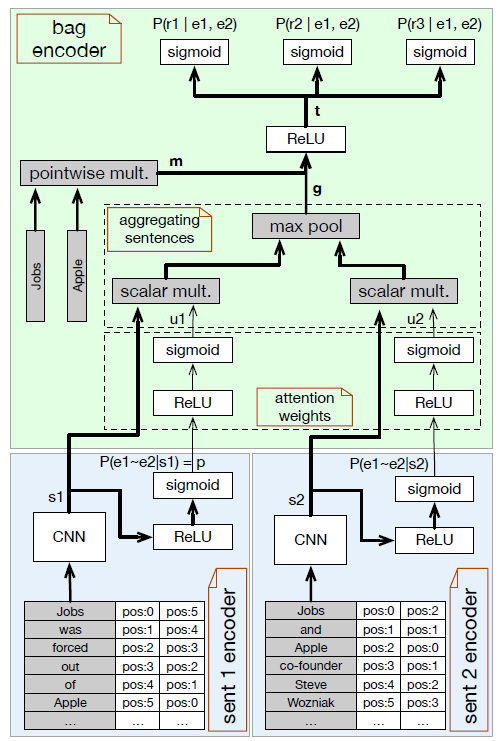 bag
encoder
P(r1 | e1, e2) P(r2 | e1, e2) P(r3 | e1, e2)
sigmoid sigmoid sigmoid
t
ReLU
pointwise mult. m
g
aggregating
sentences
max pool
Jobs Apple
scalar mult. scalar mult.
u1 u2
sigmoid sigmoid
ReLU ReLU
attention
weights
P(e1~e2|s1) = p P(e1~e2|s2)
sigmoid sigmoid
s1 s2
CNN ReLU CNN ReLU
sent 1 encoder
Jobs pos:0 pos:5
was pos:1 pos:4
forced pos:2 pos:3
out pos:3 pos:2
of pos:4 pos:1
Apple pos:5 pos:0
... ... ...
sent 2 encoder
Jobs pos:0 pos:2
and pos:1 pos:1
Apple pos:2 pos:0
co-founder pos:3 pos:1
Steve pos:4 pos:2
Wozniak pos:5 pos:3
... ... ...